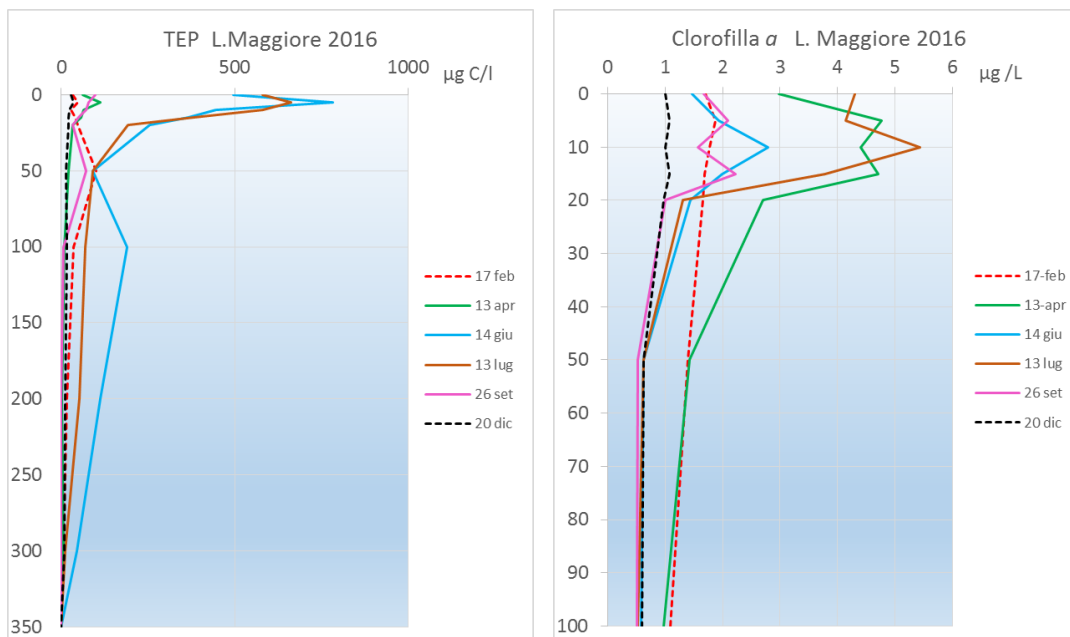 TEP L.Maggiore 2016
0 500 1000
µg C/l
0
50
100
150
200
250
300
350
17 feb
13 apr
14 giu
13 lug
26 set
20 dic
Clorofilla a L. Maggiore 2016
0 1 2 3 4 5 6
µg /L
0
10
20
30
40
50
60
70
80
90
100
17-feb
13-apr
14 giu
13 lug
26 set
20 dic